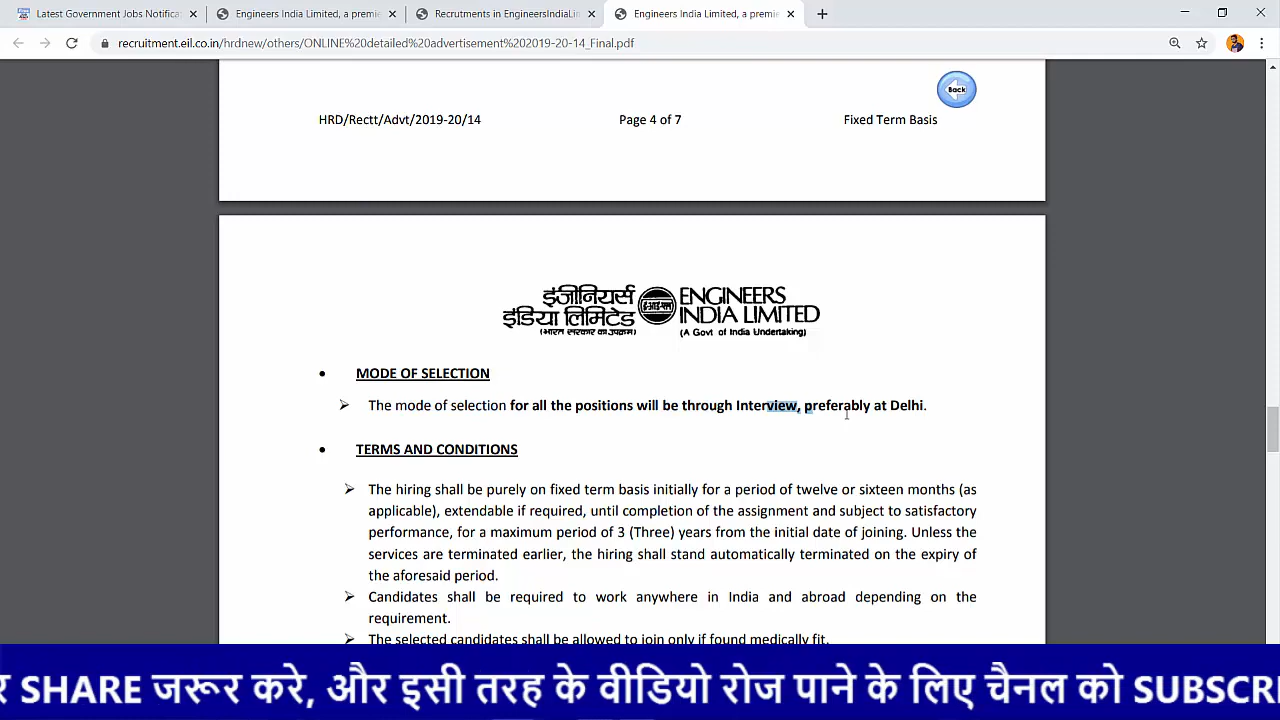 Latest Government Jobs Notifica
Engineers India Limited, a premie
Recrutments in EngineersIndiaLin
Engineers India Limited, a premie
recruitment.eil.co.in/hrdnew/others/ONLINE%20detailed%20advertisement%202019-20-14_Final.pdf
Back
HRD/Rectt/Advt/2019-20/14 Page 4 of 7 Fixed Term Basis
इंजीनियर्स ENGINEERS
इंडिया लिमिटेड INDIA LIMITED
(भारत सरकार का उपक्रम) (A Govt of India Undertaking)
• MODE OF SELECTION
The mode of selection for all the positions will be through Interview, preferably at Delhi.
• TERMS AND CONDITIONS
The hiring shall be purely on fixed term basis initially for a period of twelve or sixteen months (as
applicable), extendable if required, until completion of the assignment and subject to satisfactory
performance, for a maximum period of 3 (Three) years from the initial date of joining. Unless the
services are terminated earlier, the hiring shall stand automatically terminated on the expiry of
the aforesaid period.
Candidates shall be required to work anywhere in India and abroad depending on the
requirement.
The selected candidates shall be allowed to join only if found medically fit.
र SHARE जरूर करे, और इसी तरह के वीडियो रोज पाने के लिए चैनल को SUBSCRI